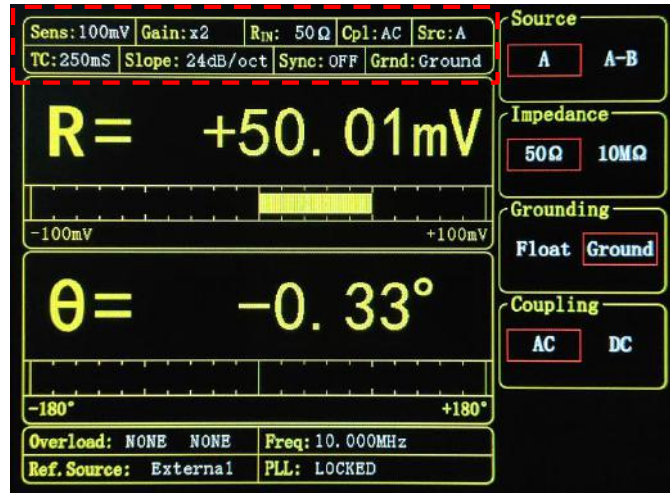 Sens:100mV Gain:x2 RIN: 50Ω Cpl:AC Src:A
TC:250mS Slope: 24dB/oct Sync:OFF Grnd:Ground
R= +50.01mV
-100mV +100mV
θ= -0.33°
-180° +180°
Overload: NONE NONE Freq:10.000MHz
Ref.Source: External PLL: LOCKED
Source
A A-B
Impedance
50Ω 10MΩ
Grounding
Float Ground
Coupling
AC DC